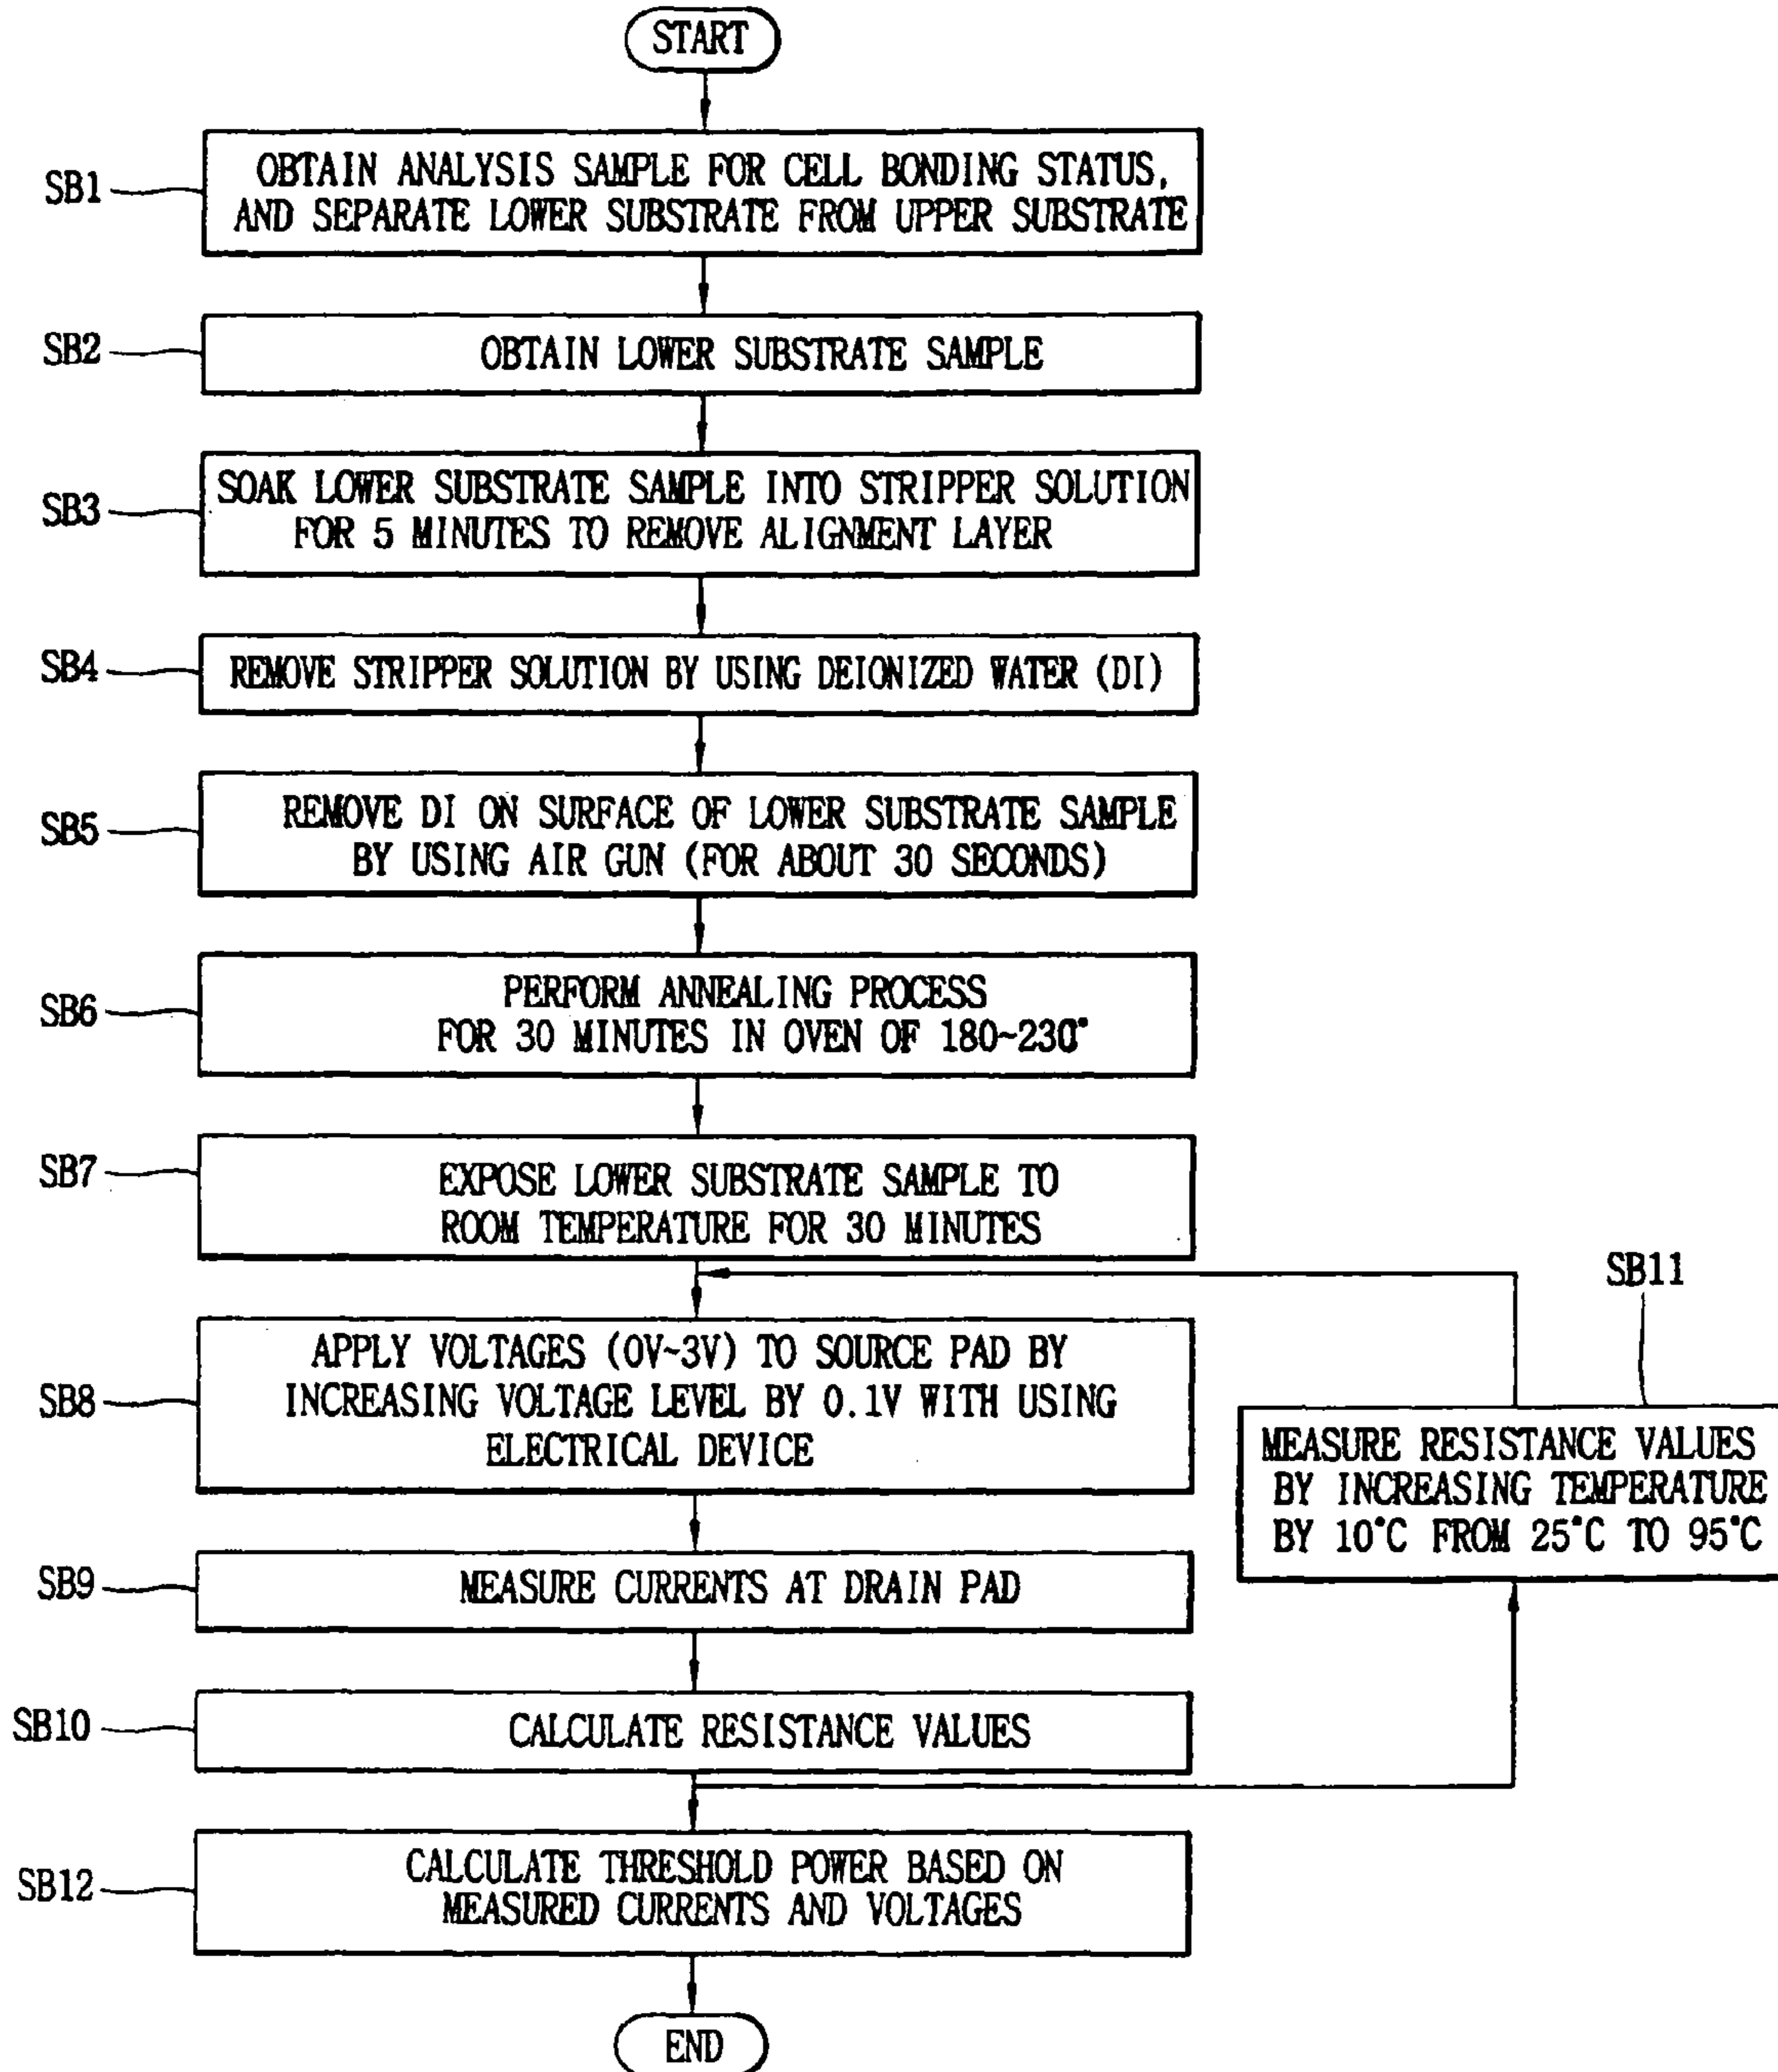 START
SB1
OBTAIN ANALYSIS SAMPLE FOR CELL BONDING STATUS,
AND SEPARATE LOWER SUBSTRATE FROM UPPER SUBSTRATE
SB2
OBTAIN LOWER SUBSTRATE SAMPLE
SB3
SOAK LOWER SUBSTRATE SAMPLE INTO STRIPPER SOLUTION
FOR 5 MINUTES TO REMOVE ALIGNMENT LAYER
SB4
REMOVE STRIPPER SOLUTION BY USING DEIONIZED WATER (DI)
SB5
REMOVE DI ON SURFACE OF LOWER SUBSTRATE SAMPLE
BY USING AIR GUN (FOR ABOUT 30 SECONDS)
SB6
PERFORM ANNEALING PROCESS
FOR 30 MINUTES IN OVEN OF 180~230°
SB7
EXPOSE LOWER SUBSTRATE SAMPLE TO
ROOM TEMPERATURE FOR 30 MINUTES
SB8
APPLY VOLTAGES (0V~3V) TO SOURCE PAD BY
INCREASING VOLTAGE LEVEL BY 0.1V WITH USING
ELECTRICAL DEVICE
SB11
MEASURE RESISTANCE VALUES
BY INCREASING TEMPERATURE
BY 10°C FROM 25°C TO 95°C
SB9
MEASURE CURRENTS AT DRAIN PAD
SB10
CALCULATE RESISTANCE VALUES
SB12
CALCULATE THRESHOLD POWER BASED ON
MEASURED CURRENTS AND VOLTAGES
END